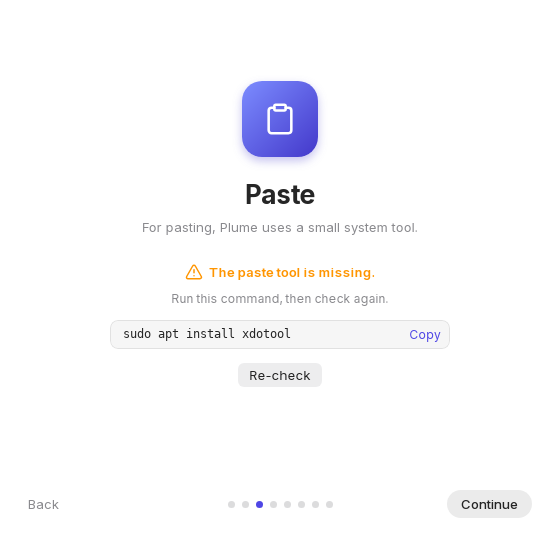 Paste
For pasting, Plume uses a small system tool.
The paste tool is missing.
Run this command, then check again.
sudo apt install xdotool
Copy
Re-check
Back
Continue